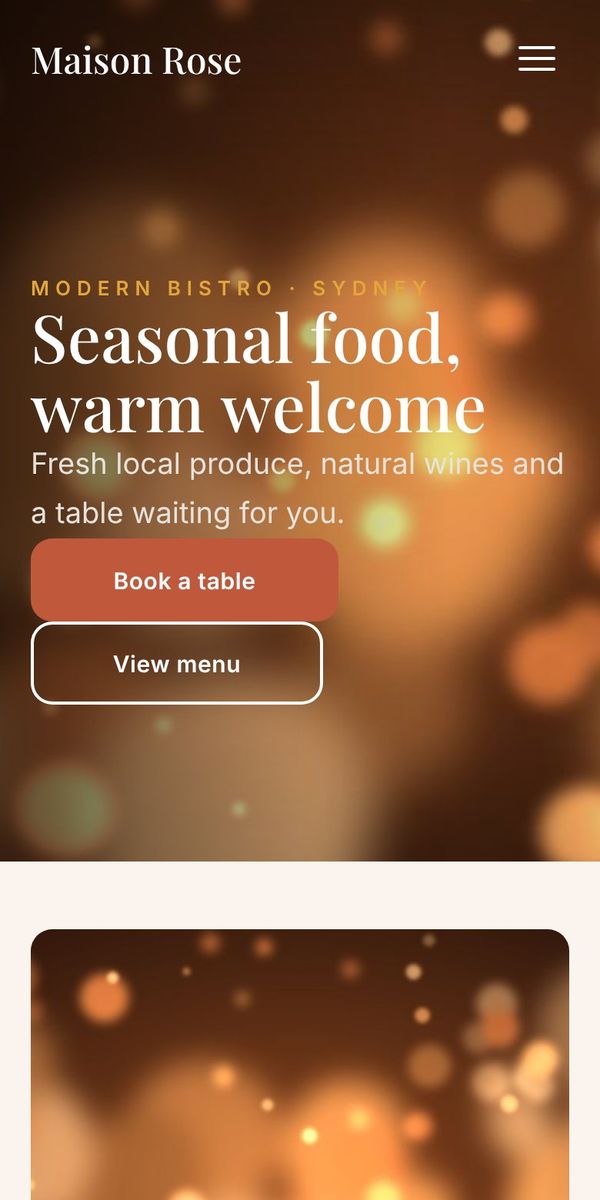 Maison Rose
MODERN BISTRO · SYDNEY
Seasonal food,
warm welcome
Fresh local produce, natural wines and
a table waiting for you.
Book a table
View menu